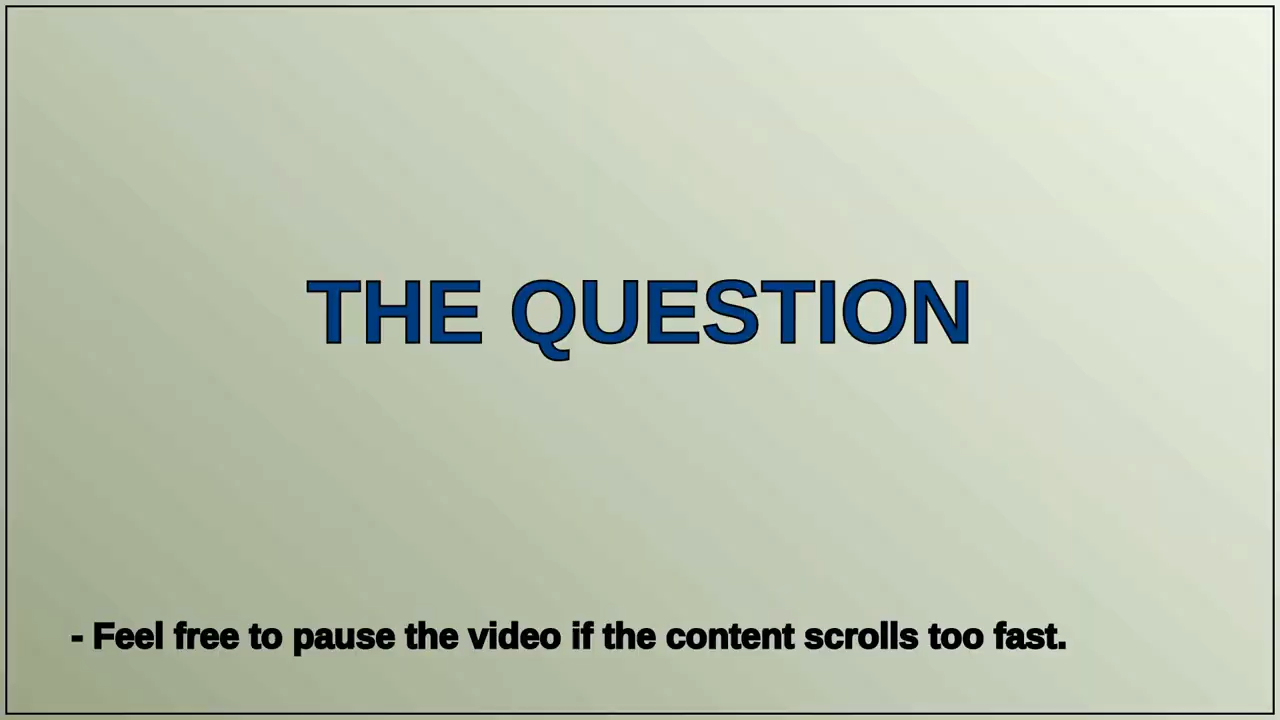 THE QUESTION
- Feel free to pause the video if the content scrolls too fast.